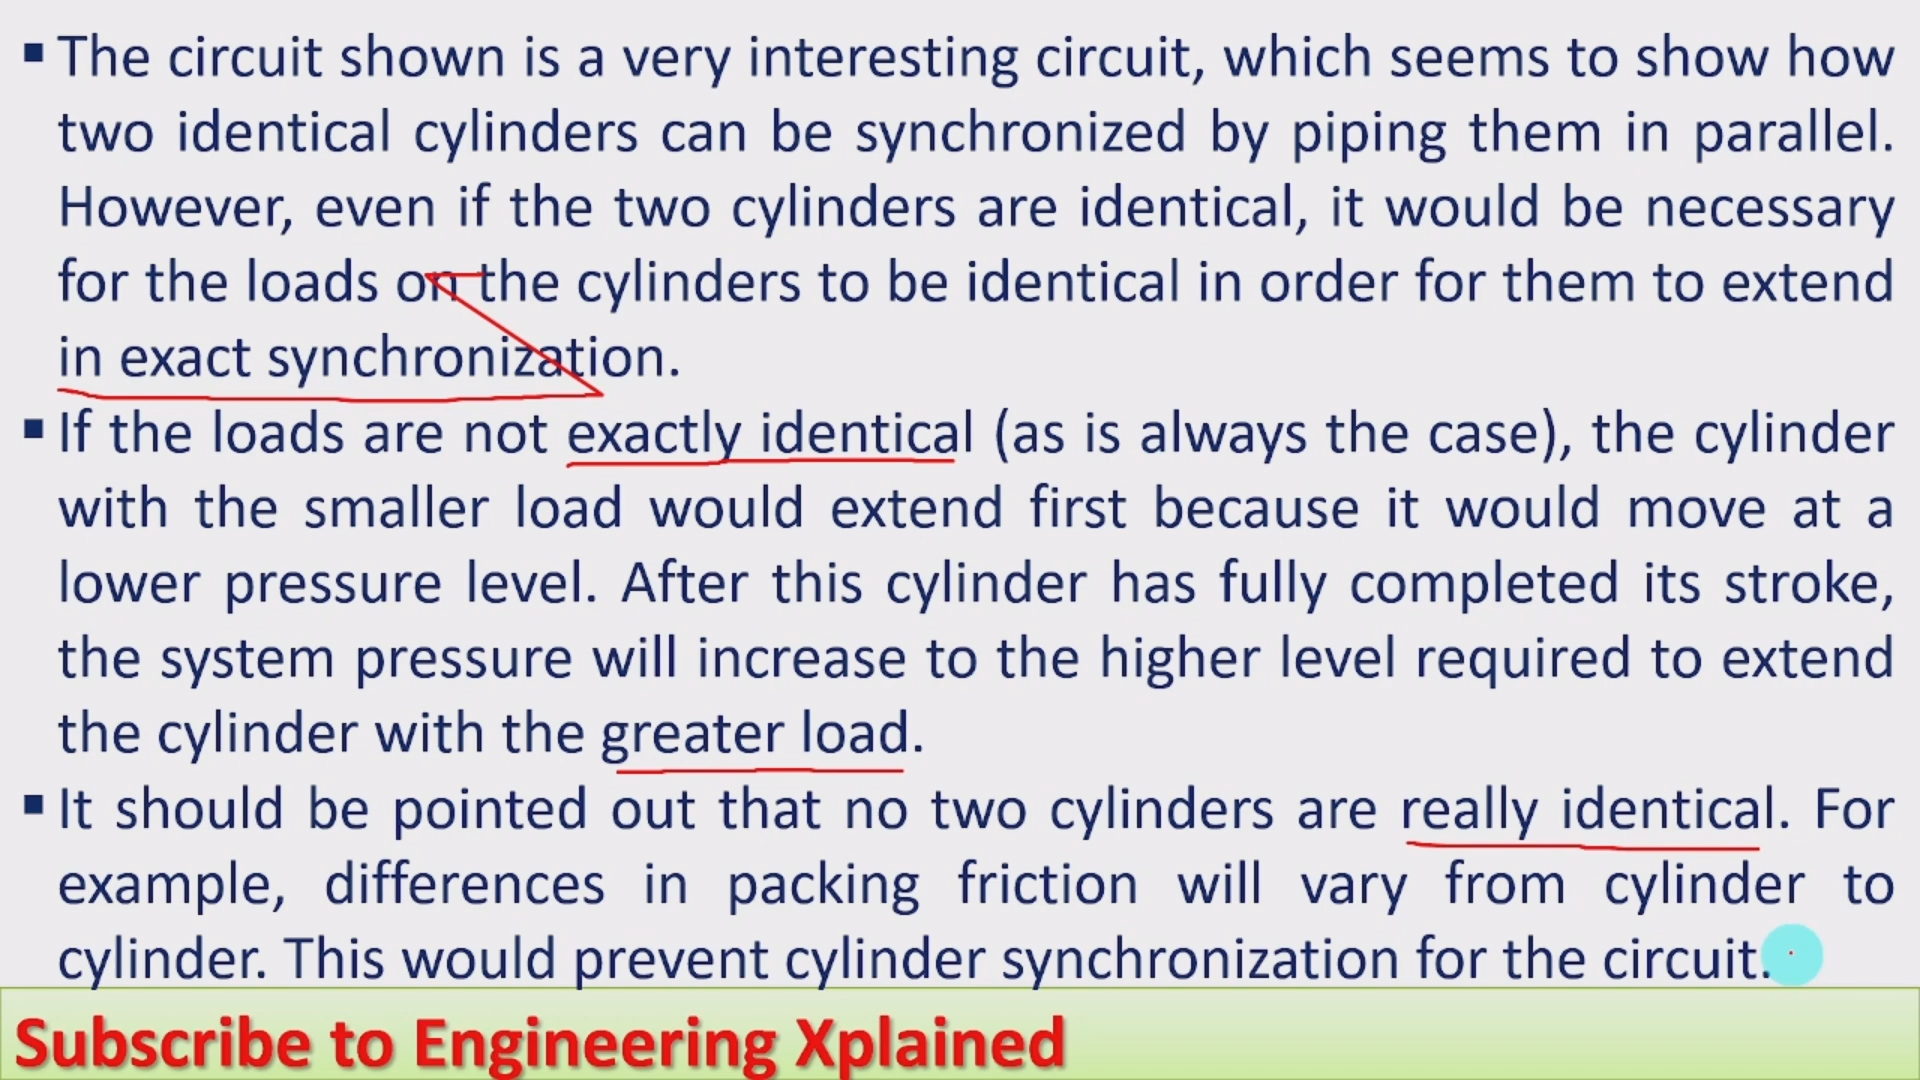 ▪ The circuit shown is a very interesting circuit, which seems to show how
two identical cylinders can be synchronized by piping them in parallel.
However, even if the two cylinders are identical, it would be necessary
for the loads on the cylinders to be identical in order for them to extend
in exact synchronization.
▪ If the loads are not exactly identical (as is always the case), the cylinder
with the smaller load would extend first because it would move at a
lower pressure level. After this cylinder has fully completed its stroke,
the system pressure will increase to the higher level required to extend
the cylinder with the greater load.
▪ It should be pointed out that no two cylinders are really identical. For
example, differences in packing friction will vary from cylinder to
cylinder. This would prevent cylinder synchronization for the circuit.
Subscribe to Engineering Xplained